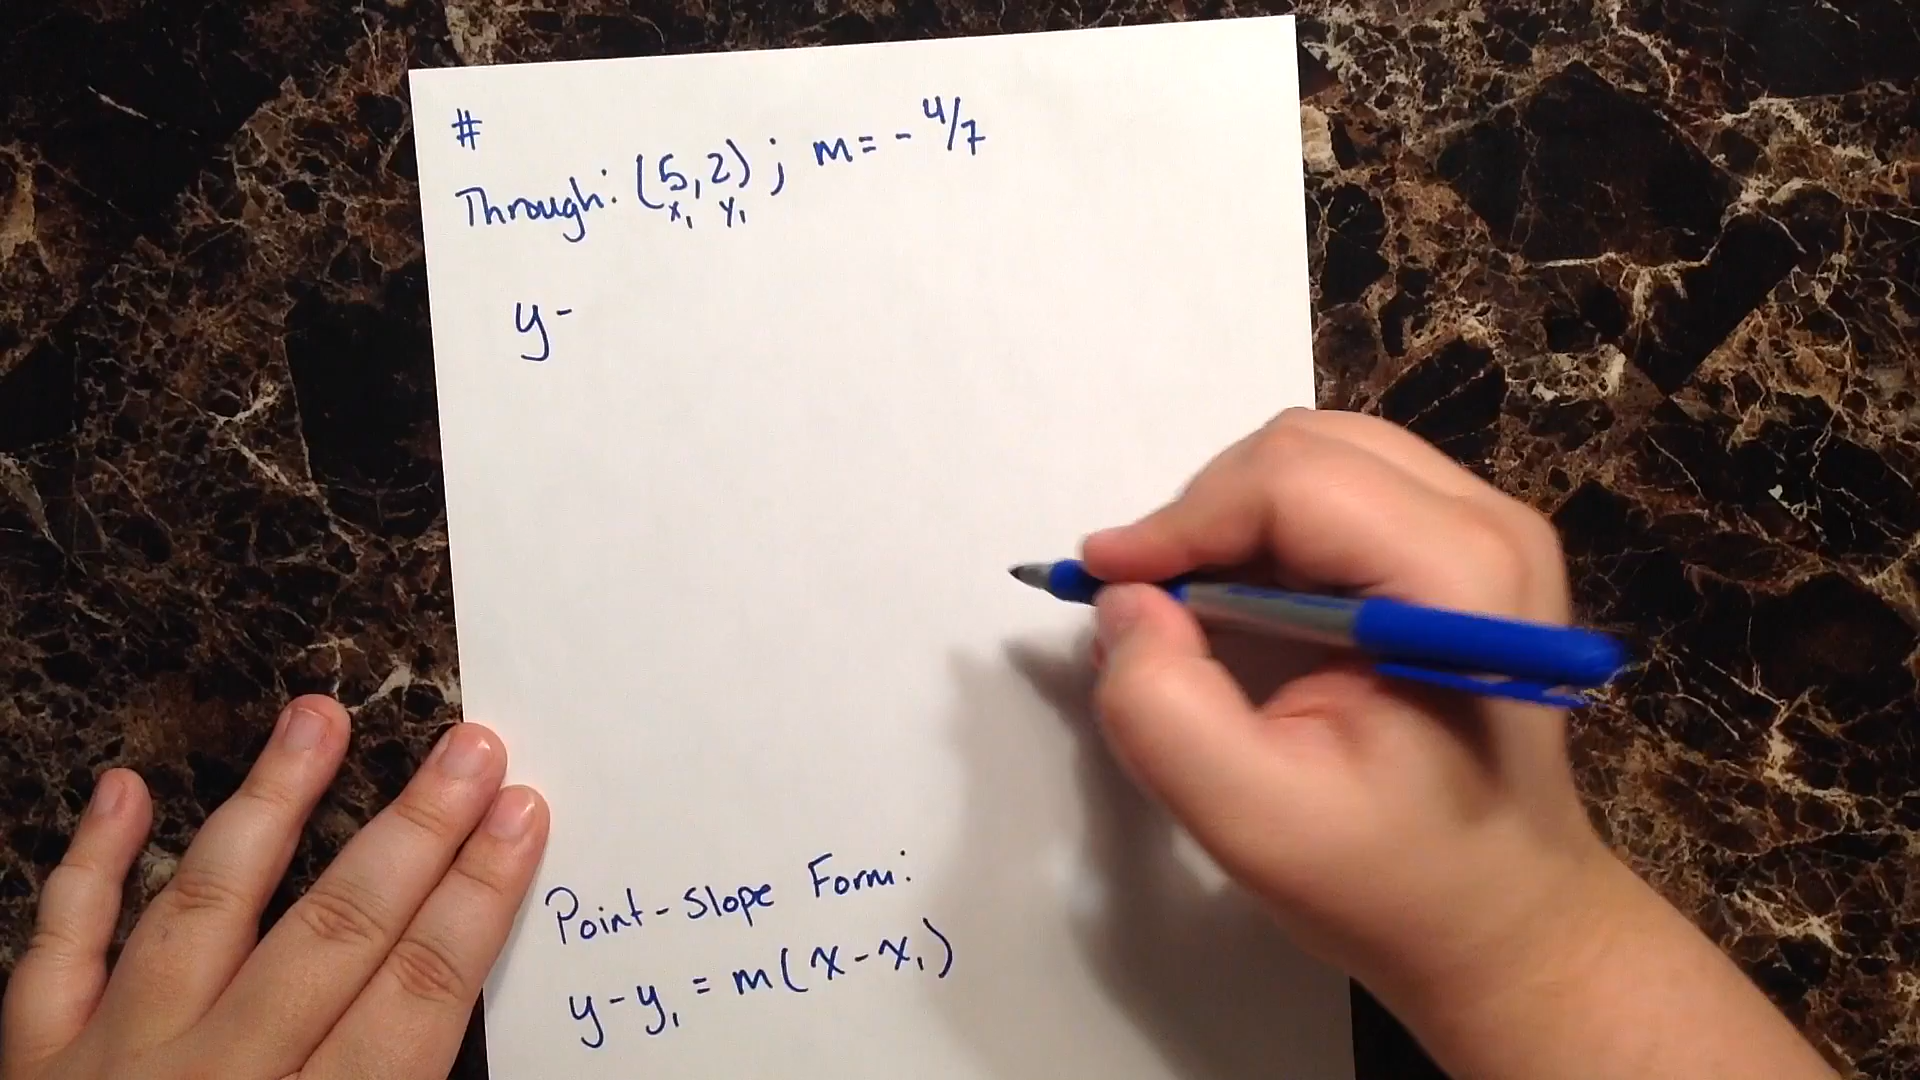 #
Through: (5,2) ; m = - 4/7
x₁ y₁
y -
Point-Slope Form:
y - y₁ = m(x - x₁)